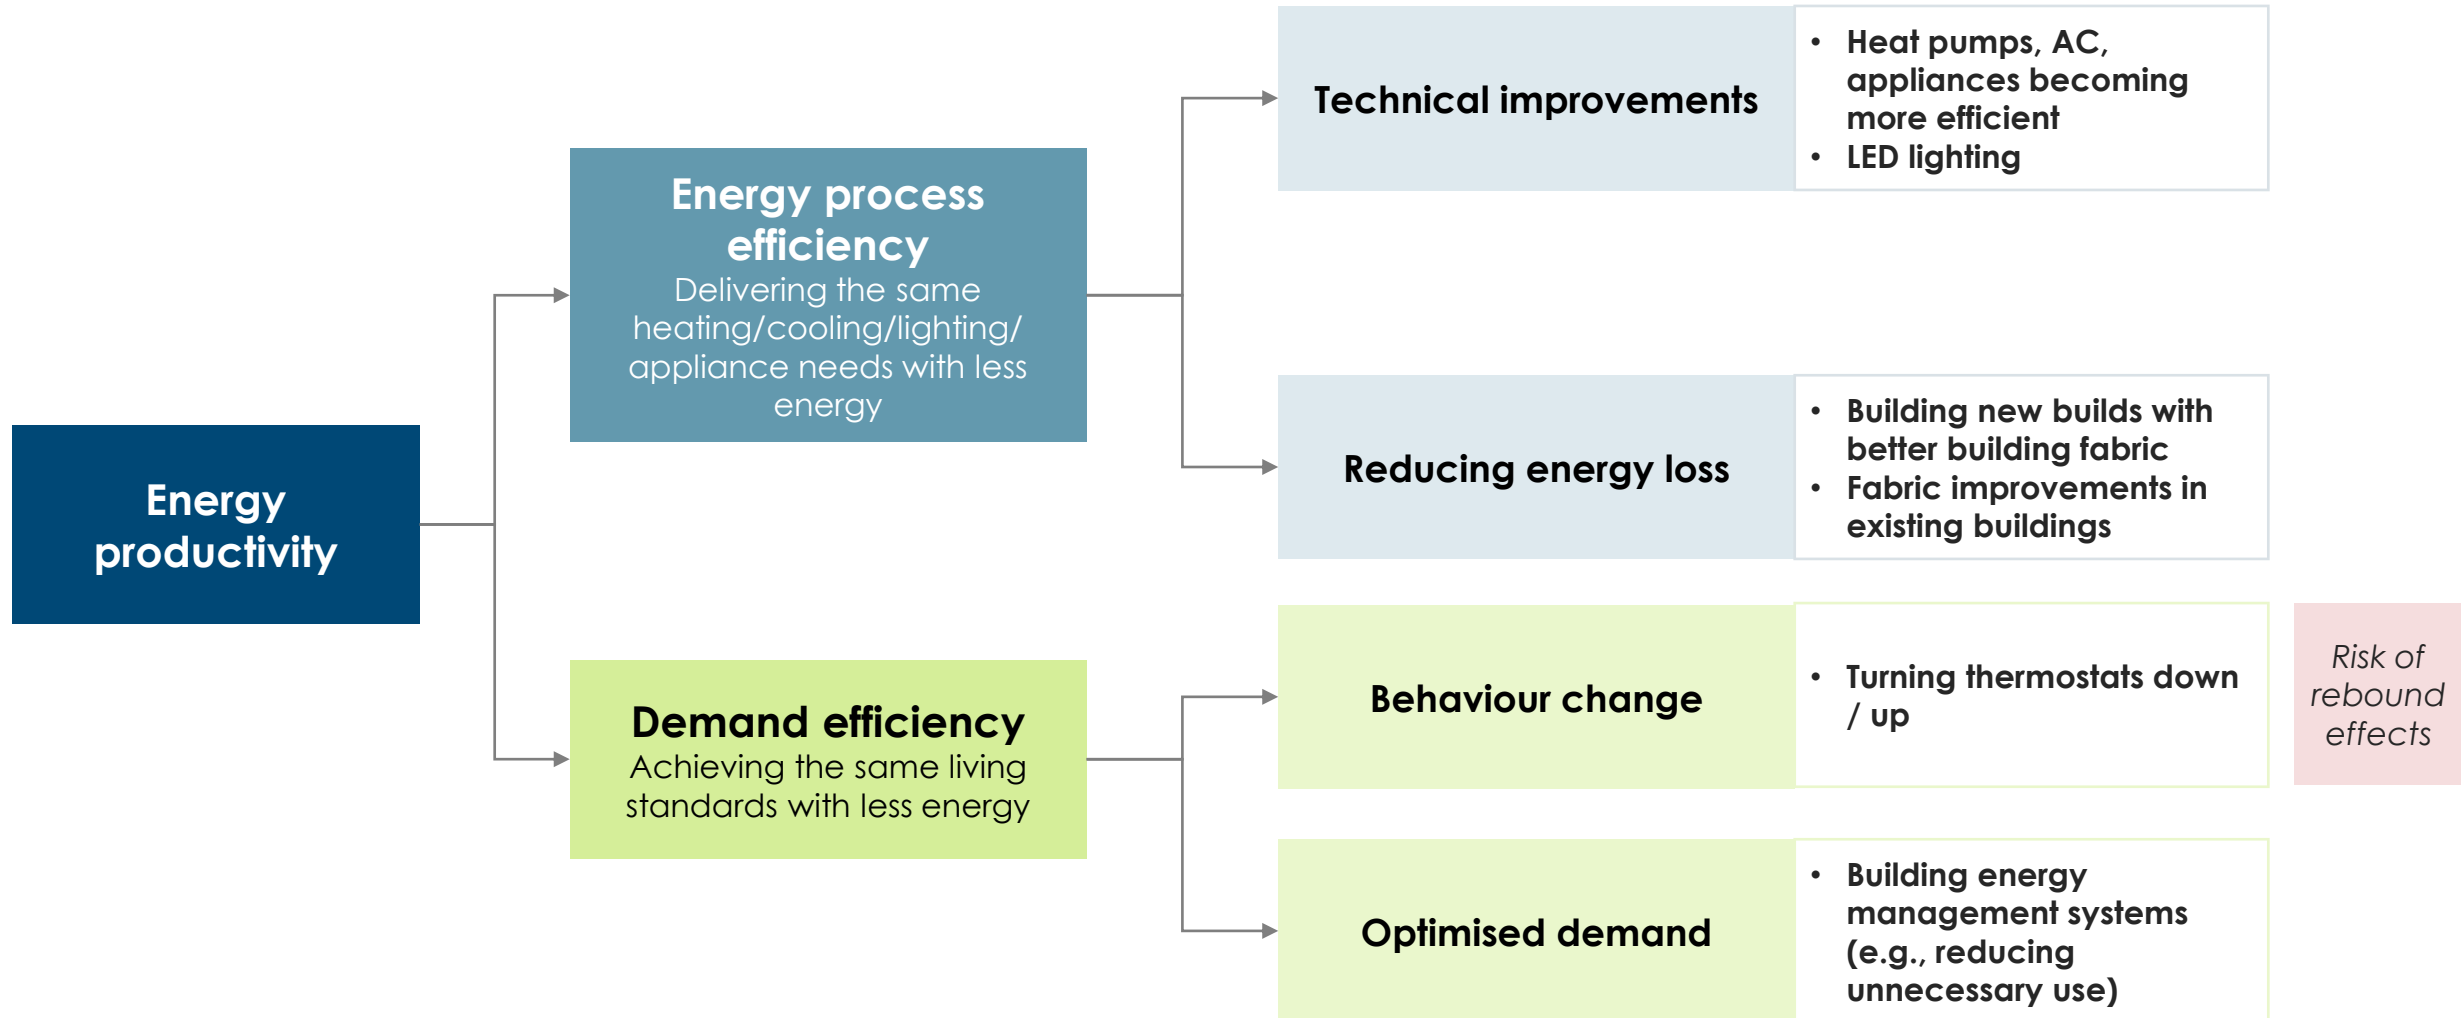 Energy
productivity
Energy process
efficiency
Delivering the same
heating/cooling/lighting/
appliance needs with less
energy
Demand efficiency
Achieving the same living
standards with less energy
Technical improvements
• Heat pumps, AC,
appliances becoming
more efficient
• LED lighting
Reducing energy loss
• Building new builds with
better building fabric
• Fabric improvements in
existing buildings
Behaviour change
• Turning thermostats down
/ up
Risk of
rebound
effects
Optimised demand
• Building energy
management systems
(e.g., reducing
unnecessary use)